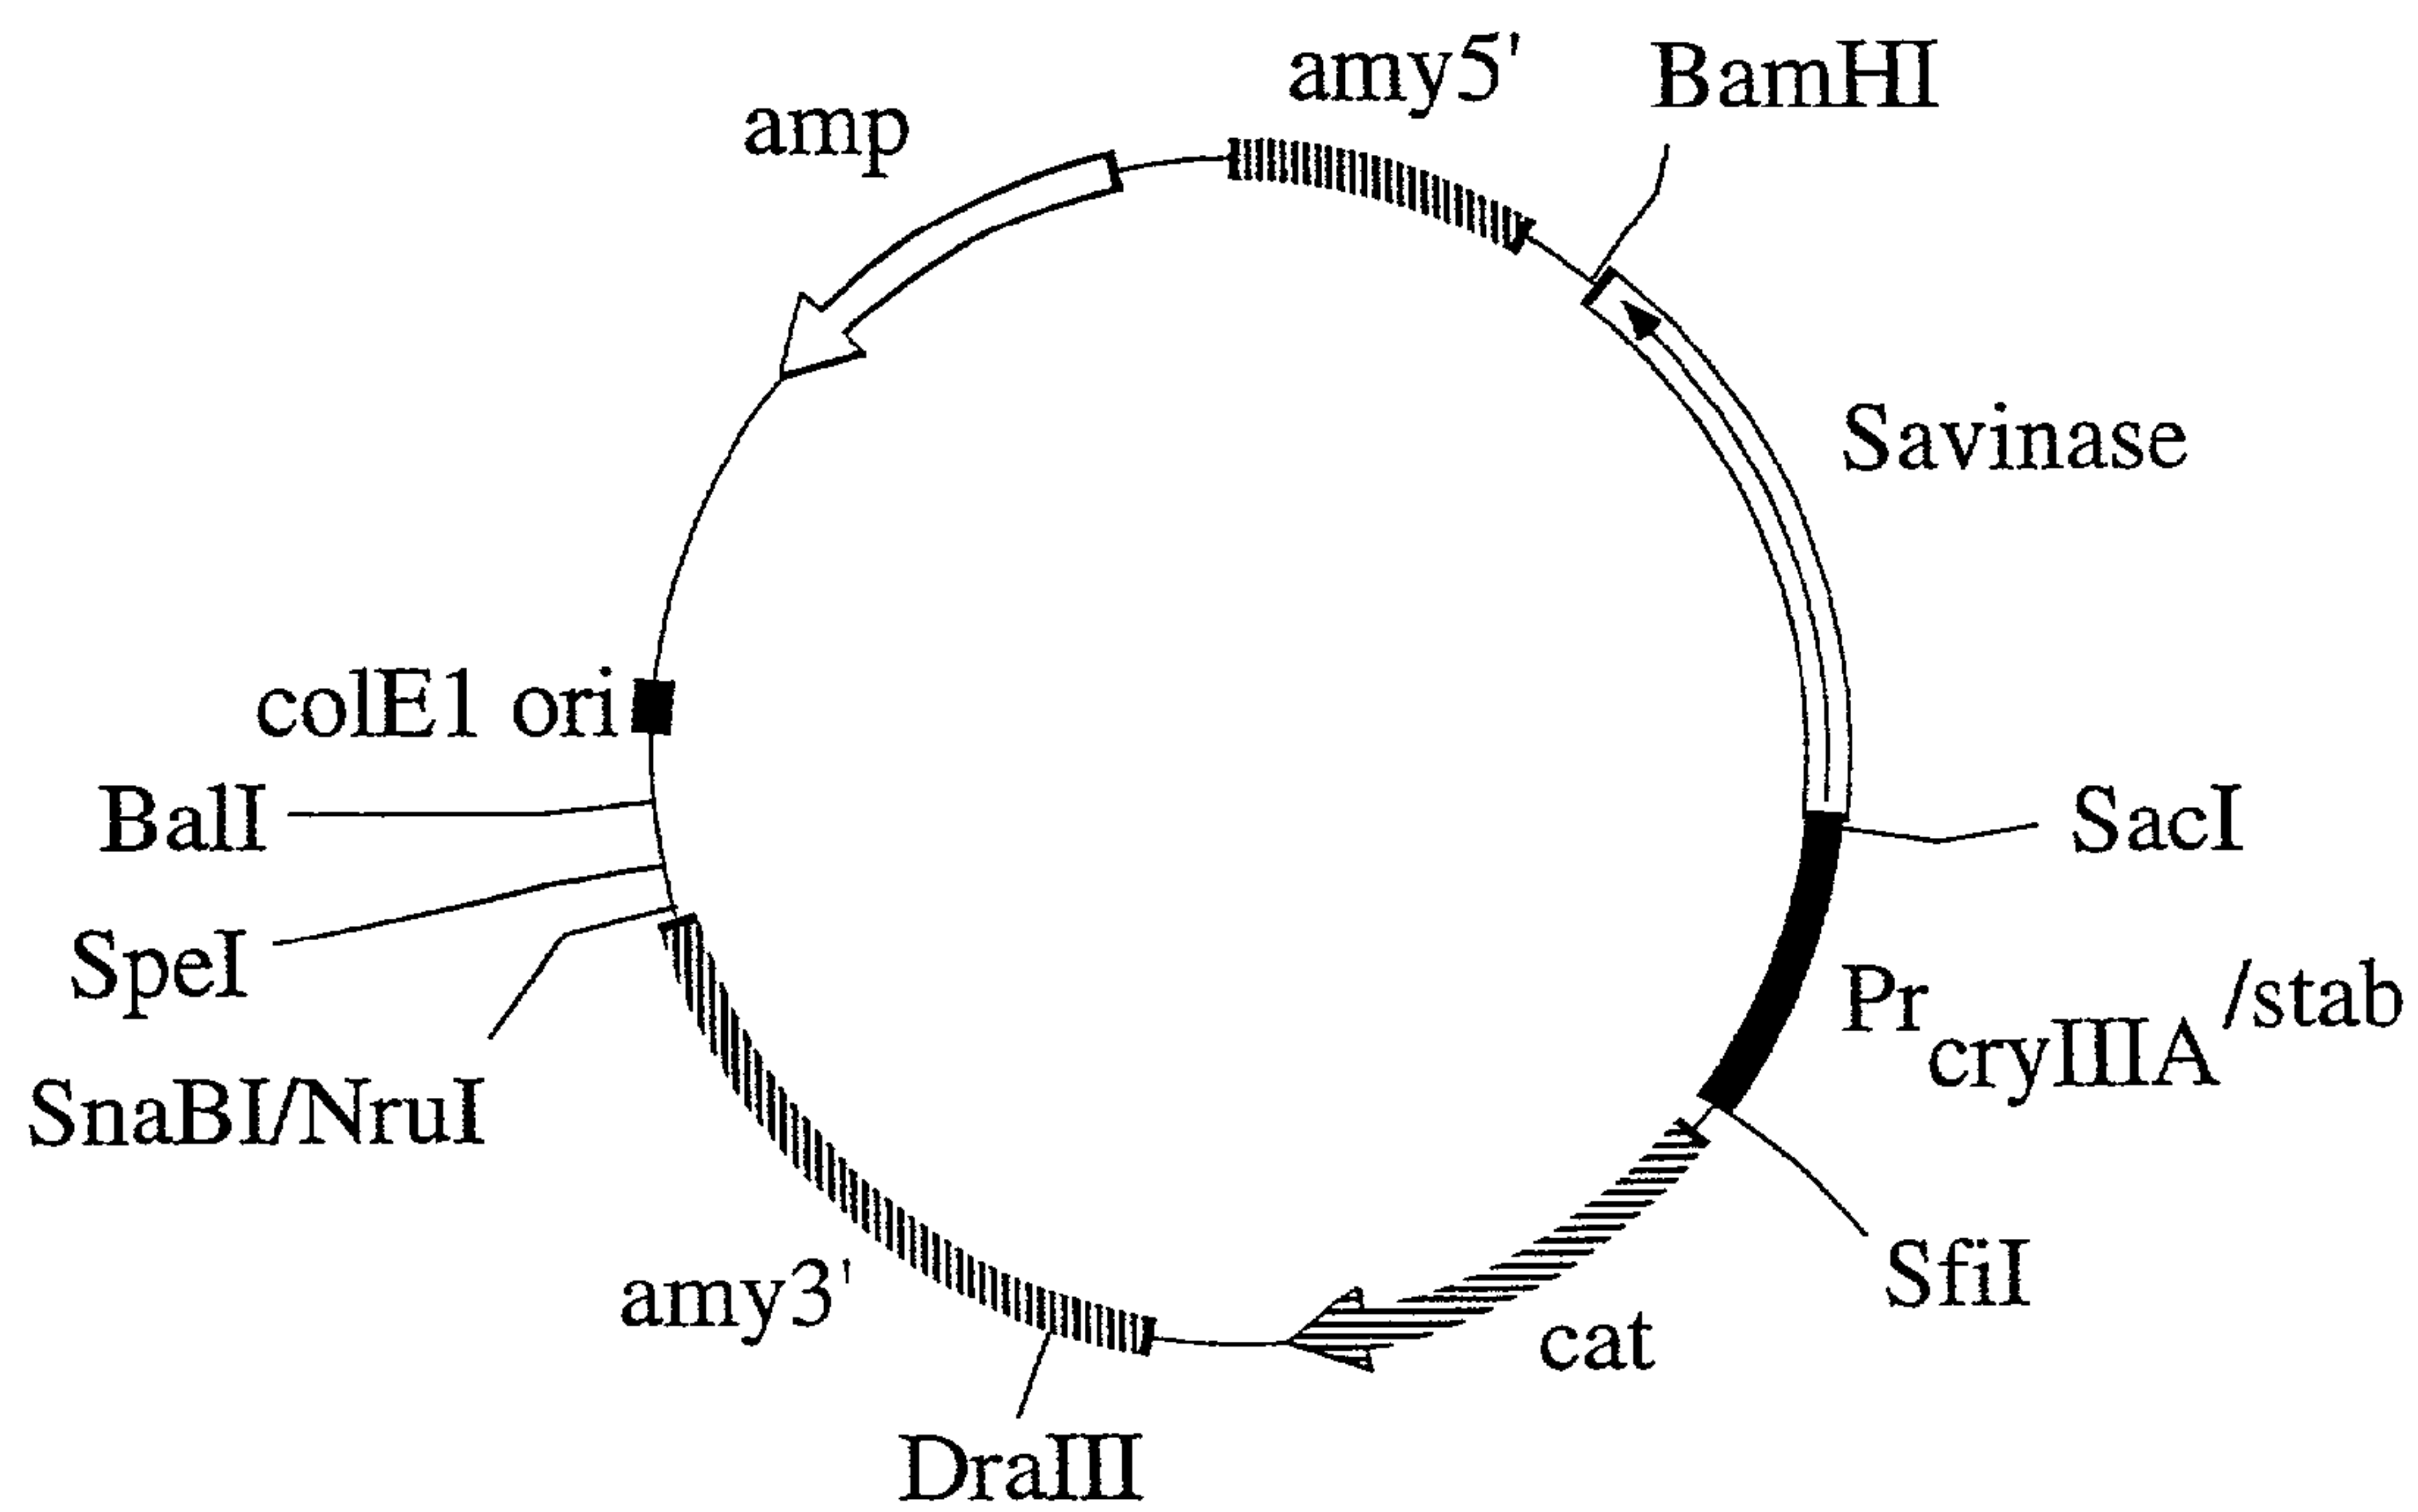 amy5'
BamHI
amp
Savinase
colE1 ori
BalI
SacI
SpeI
Pr cryIIIA /stab
SnaBI/NruI
SfiI
amy3'
cat
DraIII